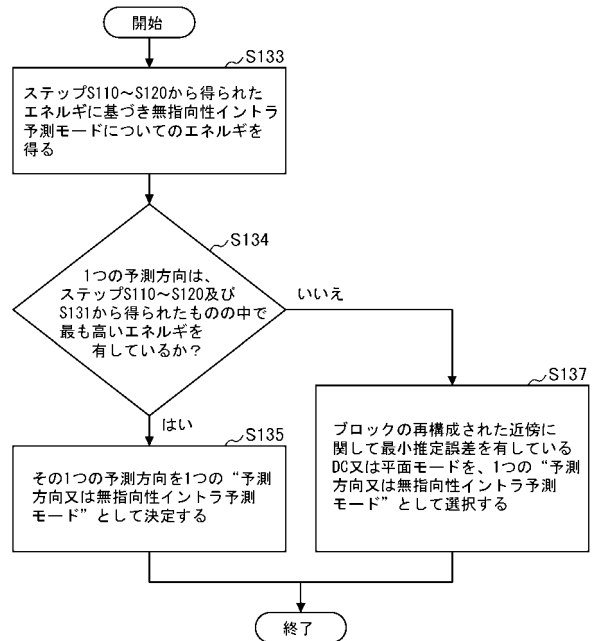 開始
S133
ステップS110～S120から得られた
エネルギに基づき無指向性イントラ
予測モードについてのエネルギを
得る
S134
1つの予測方向は、
ステップS110～S120及び
S131から得られたものの中で
最も高いエネルギを
有しているか？
いいえ
はい
S135
その1つの予測方向を1つの“予測
方向又は無指向性イントラ予測
モード”として決定する
S137
ブロックの再構成された近傍に
関して最小推定誤差を有している
DC又は平面モードを、1つの“予測
方向又は無指向性イントラ予測
モード”として選択する
終了